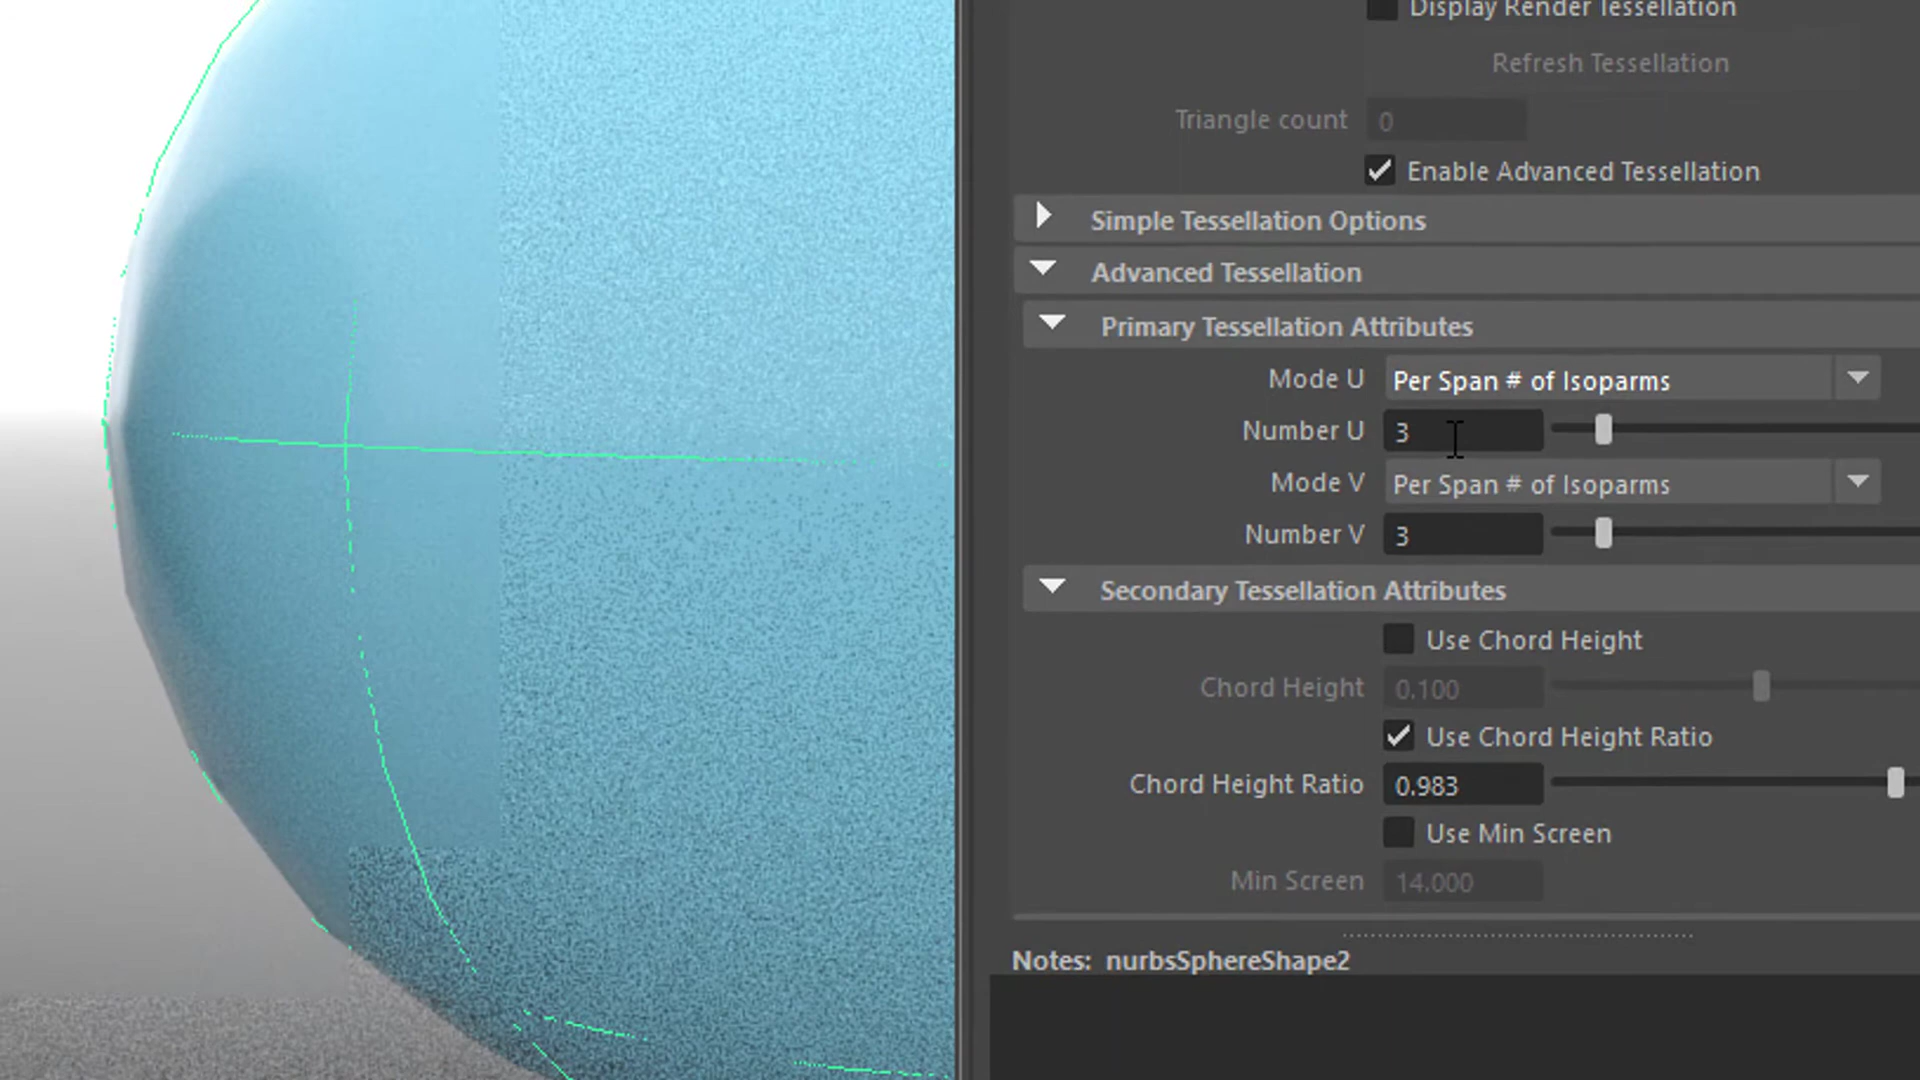 Display Render Tessellation
Refresh Tessellation
Triangle count 0
Enable Advanced Tessellation
Simple Tessellation Options
Advanced Tessellation
Primary Tessellation Attributes
Mode U Per Span # of Isoparms
Number U 3
Mode V Per Span # of Isoparms
Number V 3
Secondary Tessellation Attributes
Use Chord Height
Chord Height 0.100
Use Chord Height Ratio
Chord Height Ratio 0.983
Use Min Screen
Min Screen 14.000
Notes: nurbsSphereShape2